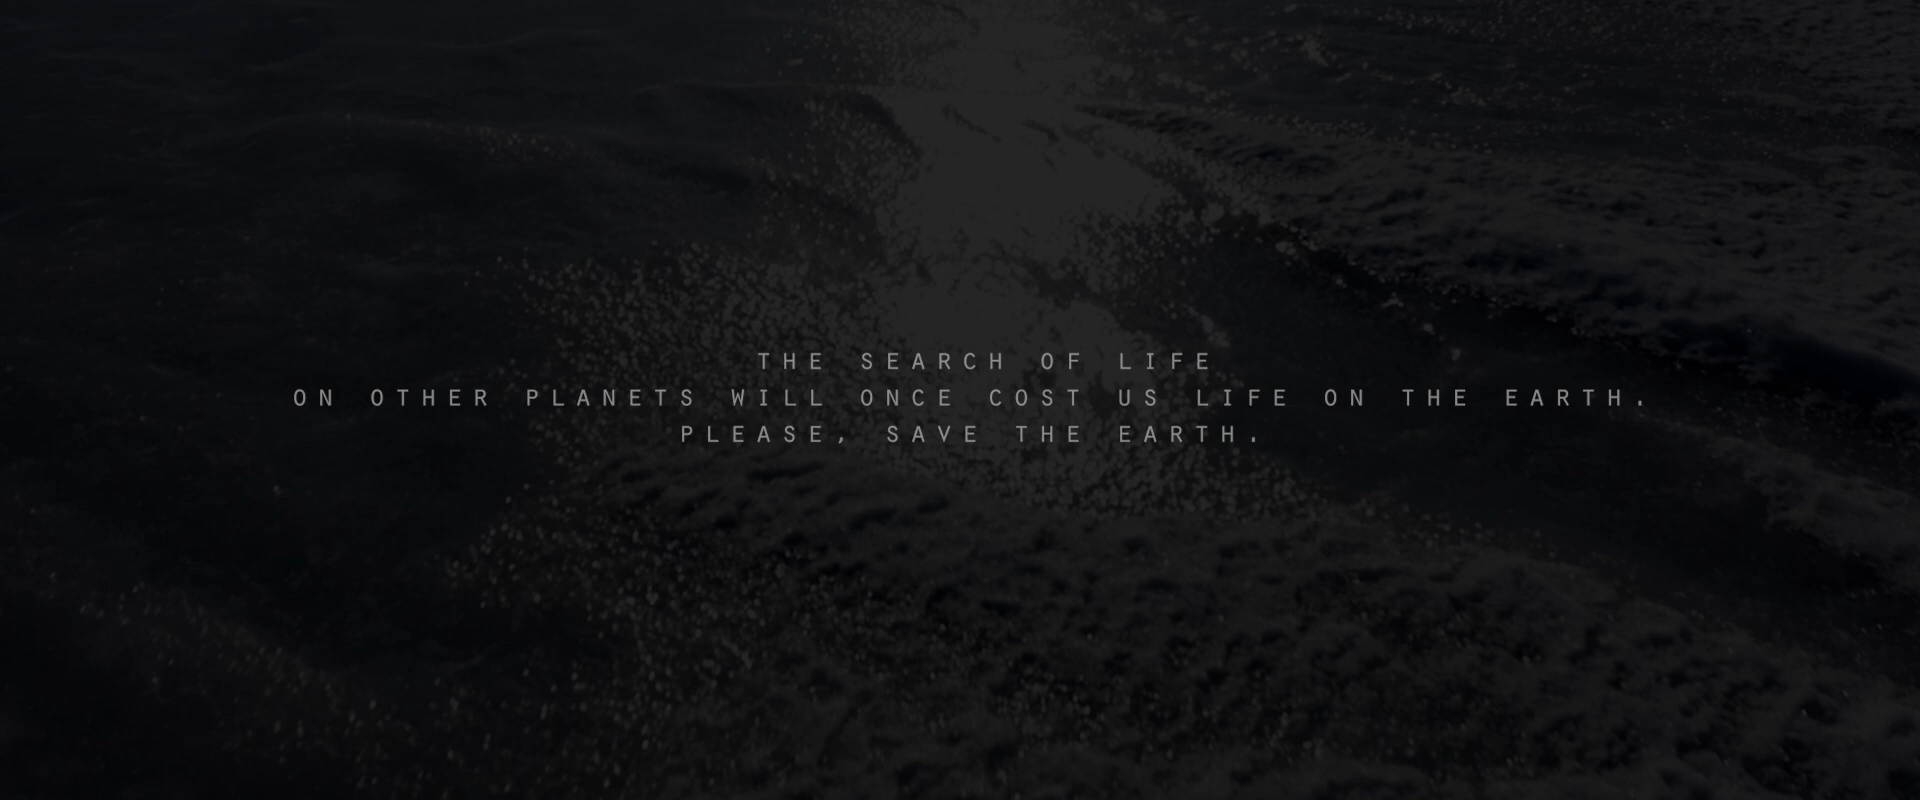 THE SEARCH OF LIFE
ON OTHER PLANETS WILL ONCE COST US LIFE ON THE EARTH.
PLEASE, SAVE THE EARTH.